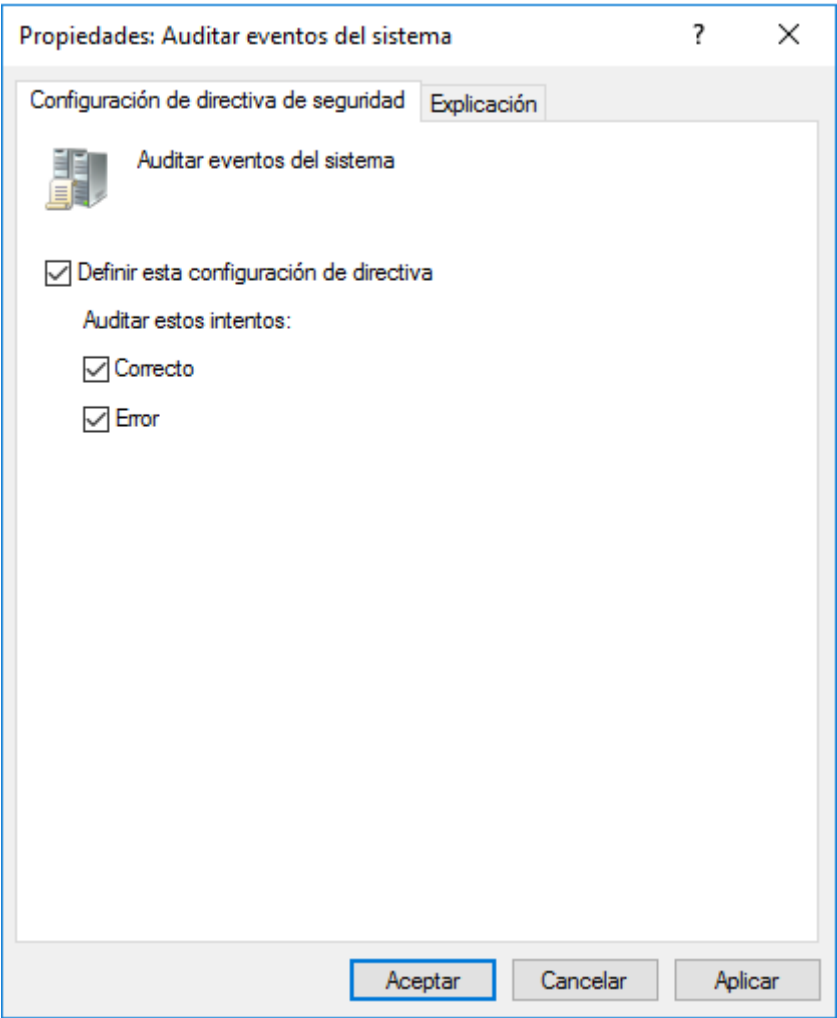 Propiedades: Auditar eventos del sistema ?
Configuración de directiva de seguridad Explicación
Auditar eventos del sistema
Definir esta configuración de directiva
Auditar estos intentos:
Correcto
Error
Aceptar Cancelar Aplicar